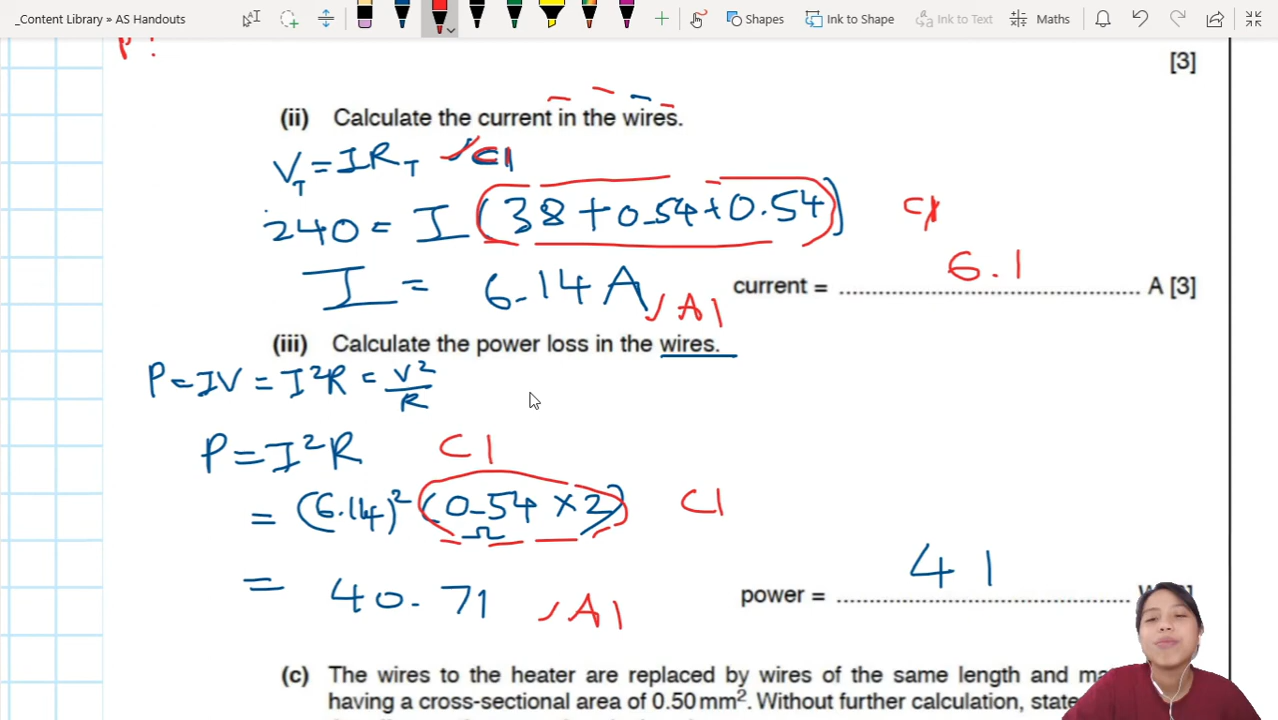 _Content Library » AS Handouts
Shapes
Ink to Shape
Ink to Text
Maths
P :
[3]
(ii) Calculate the current in the wires.
V_T = IR_T ✓C1
240 = I (38 + 0.54 + 0.54) C1
I = 6.14 A ✓A1
current = 6.1 A [3]
(iii) Calculate the power loss in the wires.
P = IV = I²R = V²/R
P = I²R C1
= (6.14)² (0.54 × 2) C1
Ω
= 40.71 ✓A1
power = 41
(c) The wires to the heater are replaced by wires of the same length and
having a cross-sectional area of 0.50 mm². Without further calculation, state